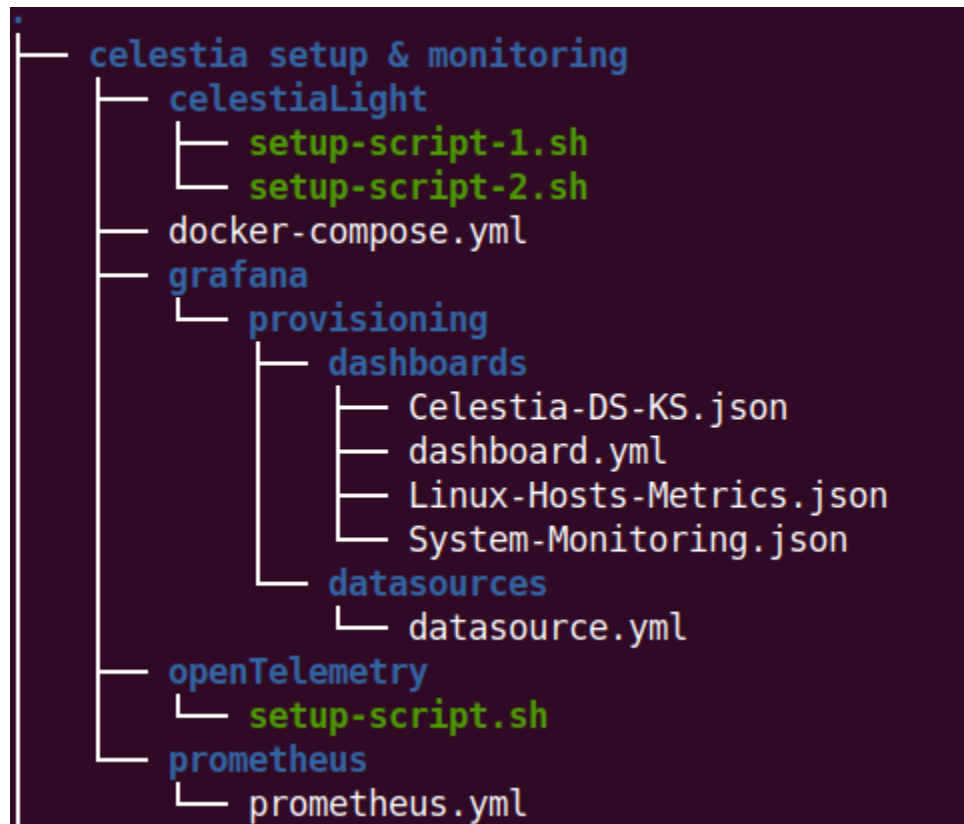 .
├── celestia setup & monitoring
│   ├── celestiaLight
│   │   ├── setup-script-1.sh
│   │   └── setup-script-2.sh
│   ├── docker-compose.yml
│   ├── grafana
│   │   └── provisioning
│   │       ├── dashboards
│   │       │   ├── Celestia-DS-KS.json
│   │       │   ├── dashboard.yml
│   │       │   ├── Linux-Hosts-Metrics.json
│   │       │   └── System-Monitoring.json
│   │       └── datasources
│   │           └── datasource.yml
│   ├── openTelemetry
│   │   └── setup-script.sh
│   └── prometheus
│       └── prometheus.yml